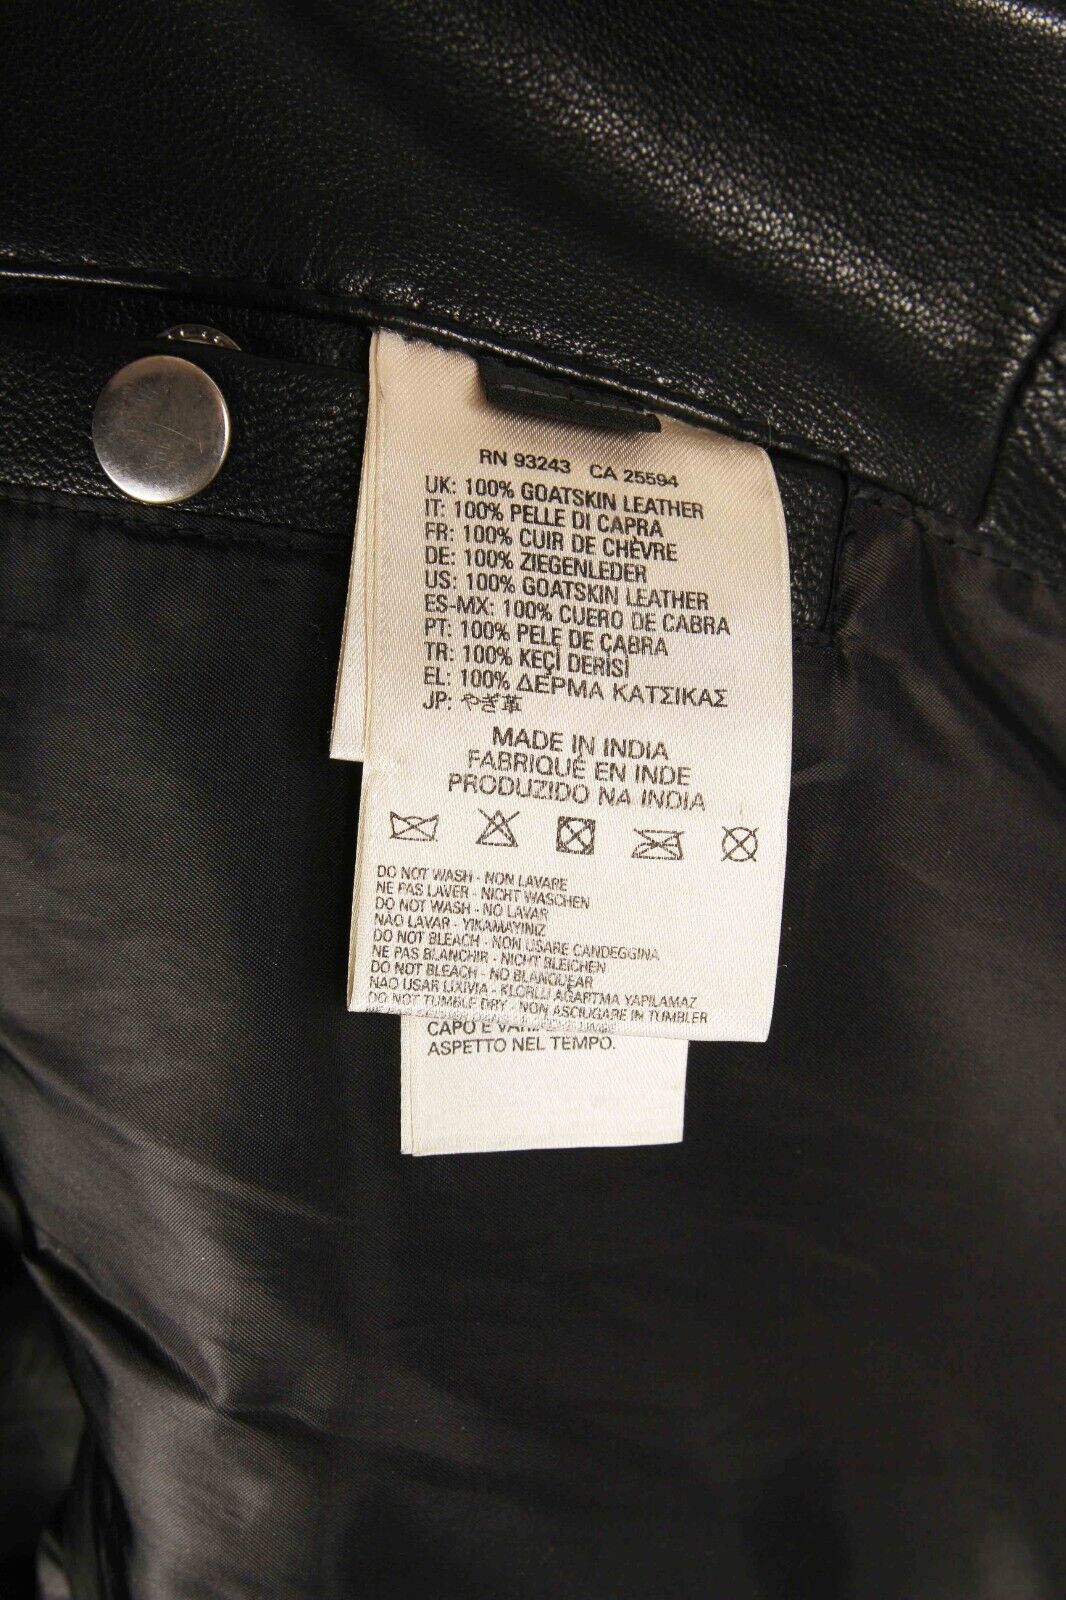 RN 93243 CA 25594
UK: 100% GOATSKIN LEATHER
IT: 100% PELLE DI CAPRA
FR: 100% CUIR DE CHÈVRE
DE: 100% ZIEGENLEDER
US: 100% GOATSKIN LEATHER
ES-MX: 100% CUERO DE CABRA
PT: 100% PELE DE CABRA
TR: 100% KEÇİ DERİSİ
EL: 100% ΔΕΡΜΑ ΚΑΤΣΙΚΑΣ
JP: やぎ革
MADE IN INDIA
FABRIQUÉ EN INDE
PRODUZIDO NA INDIA
DO NOT WASH - NON LAVARE
NE PAS LAVER - NICHT WASCHEN
DO NOT WASH - NO LAVAR
NAO LAVAR - YIKAMAYINIZ
DO NOT BLEACH - NON USARE CANDEGGINA
NE PAS BLANCHIR - NICHT BLEICHEN
DO NOT BLEACH - NO BLANQUEAR
NAO USAR LIXIVIA - KLORLU AĞARTMA YAPILAMAZ
DO NOT TUMBLE DRY - NON ASCIUGARE IN TUMBLER
CAPO E
ASPETTO NEL TEMPO.